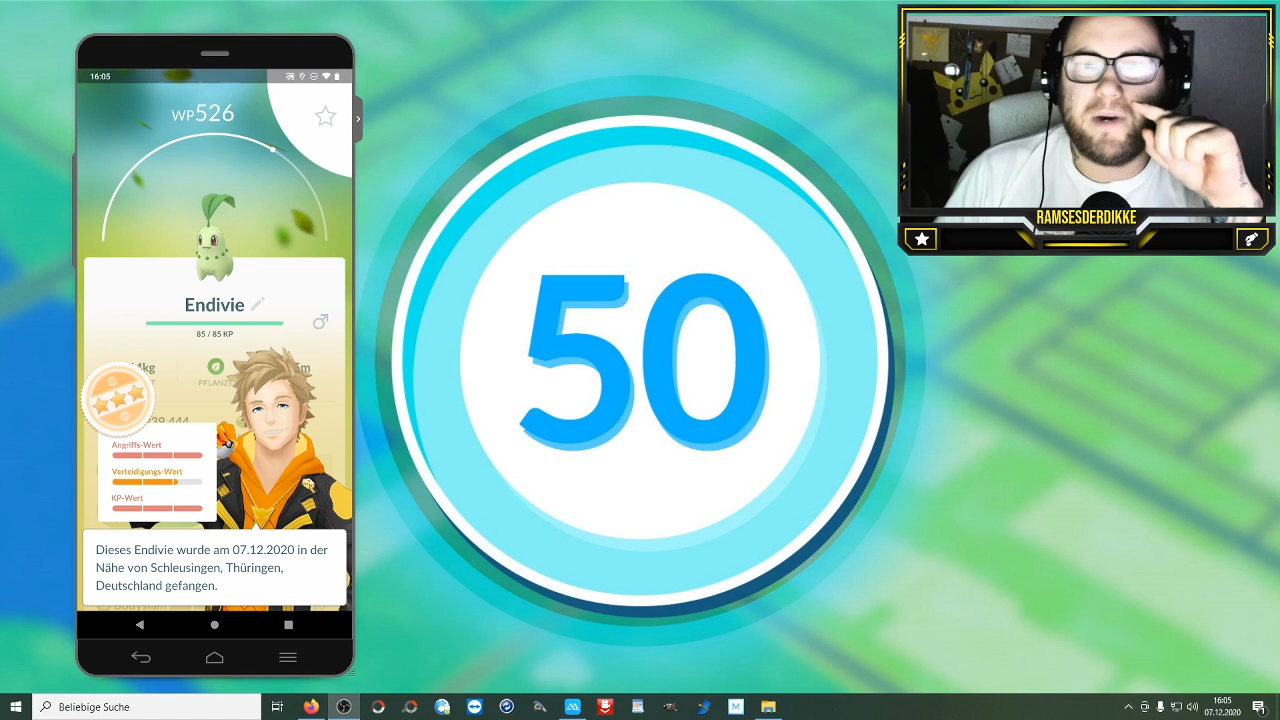 16:05
WP526
Endivie
85 / 85 KP
PFLANZE
Angriffs-Wert
Verteidigungs-Wert
KP-Wert
Dieses Endivie wurde am 07.12.2020 in der
Nähe von Schleusingen, Thüringen,
Deutschland gefangen.
50
RAMSESDERDIKKE
Beliebige Suche
16:05
07.12.2020